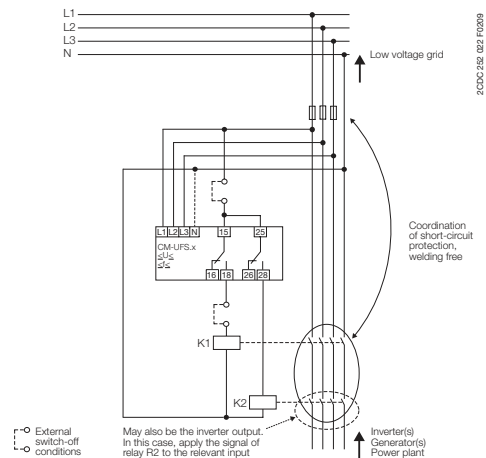 L1
L2
L3
N
Low voltage grid
2CDC 252 022 F0209
L1 L2 L3 N 15 25
CM-UFS.x
≤U≤
≤f≤
16 18 26 28
Coordination
of short-circuit
protection,
welding free
K1
K2
External
switch-off
conditions
May also be the inverter output.
In this case, apply the signal of
relay R2 to the relevant input
Inverter(s)
Generator(s)
Power plant